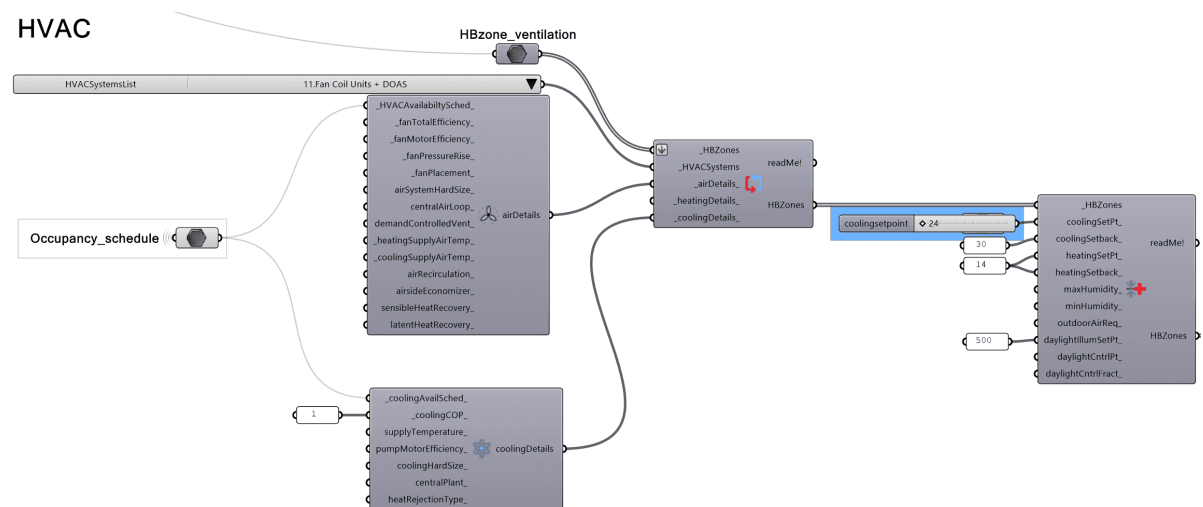 HVAC
HBzone_ventilation
HVACSystemsList 11.Fan Coil Units + DOAS
_HVACAvailabiltySched_
_fanTotalEfficiency_
_fanMotorEfficiency_
_fanPressureRise_
_fanPlacement_
airSystemHardSize_
centralAirLoop_
demandControlledVent_
_heatingSupplyAirTemp_
_coolingSupplyAirTemp_
airRecirculation_
airsideEconomizer_
sensibleHeatRecovery_
latentHeatRecovery_
airDetails
Occupancy_schedule
_coolingAvailSched_
_coolingCOP_
supplyTemperature_
pumpMotorEfficiency_
coolingHardSize_
centralPlant_
heatRejectionType_
coolingDetails
1
_HBZones
_HVACSystems
_airDetails_
_heatingDetails_
_coolingDetails_
readMe!
HBZones
coolingsetpoint 24
30
14
500
_HBZones
coolingSetPt_
coolingSetback_
heatingSetPt_
heatingSetback_
maxHumidity_
minHumidity_
outdoorAirReq_
daylightIllumSetPt_
daylightCntrlPt_
daylightCntrlFract_
readMe!
HBZones